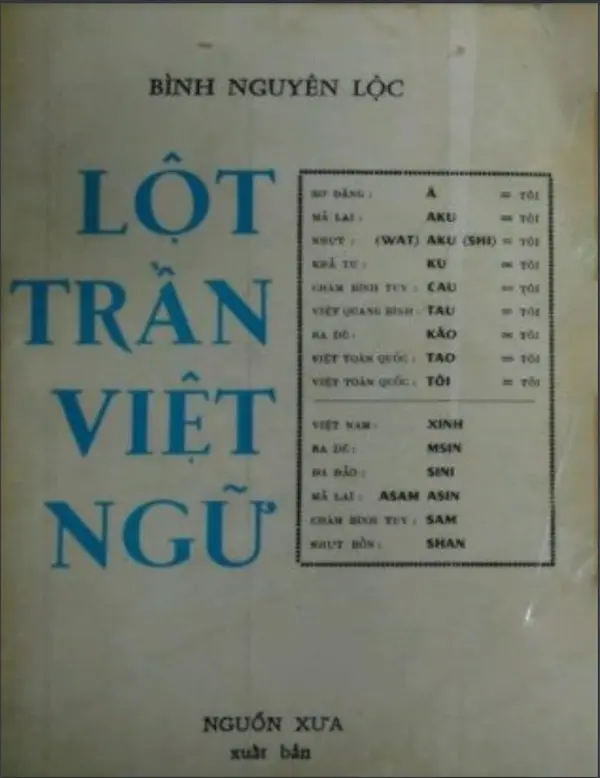 BÌNH NGUYÊN LỘC
LỘT
TRẦN
VIỆT
NGỮ
SƠ ĐĂNG : Ă = TÔI
MÃ LAI : AKU = TÔI
NHỰT : (WAT) AKU (SHI) = TÔI
KHẢ TU : KU = TÔI
CHÀM BÌNH TUY : CAU = TÔI
VIỆT QUẢNG BÌNH : TAU = TÔI
RA ĐÊ : KÂO = TÔI
VIỆT TOÀN QUỐC : TAO = TÔI
VIỆT TOÀN QUỐC : TÔI = TÔI
VIỆT NAM : XINH
RA ĐÊ : MSIN
ĐA ĐẢO : SINI
MÃ LAI : ASAM ASIN
CHÀM BÌNH TUY : SAM
NHỰT BỔN : SHAN
NGUỒN XƯA
xuất bản